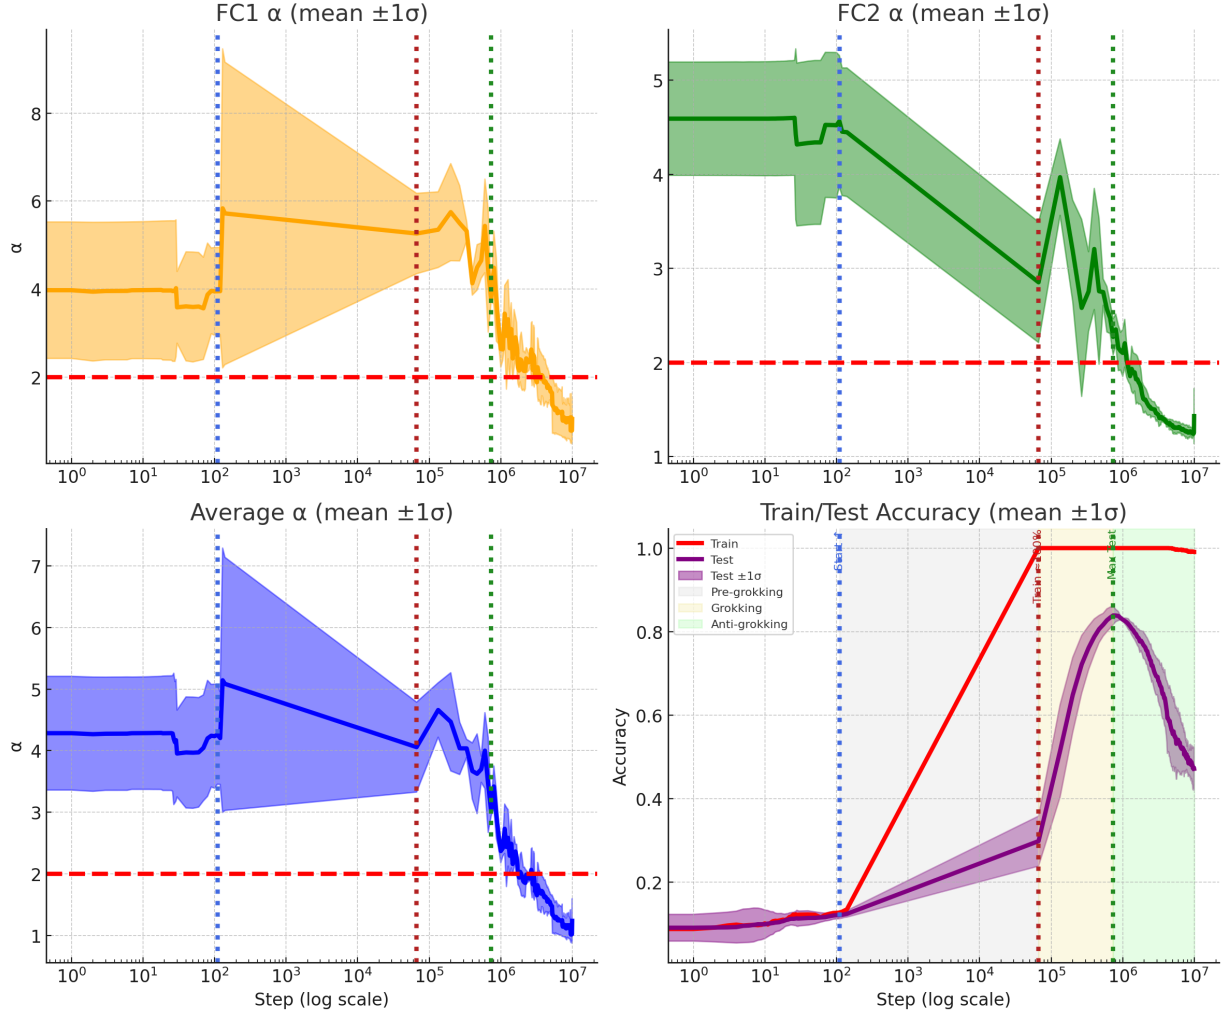 FC1 α (mean ±1σ)
α
8
6
4
2
10⁰ 10¹ 10² 10³ 10⁴ 10⁵ 10⁶ 10⁷
FC2 α (mean ±1σ)
5
4
3
2
1
10⁰ 10¹ 10² 10³ 10⁴ 10⁵ 10⁶ 10⁷
Average α (mean ±1σ)
α
7
6
5
4
3
2
1
10⁰ 10¹ 10² 10³ 10⁴ 10⁵ 10⁶ 10⁷
Step (log scale)
Train/Test Accuracy (mean ±1σ)
Accuracy
1.0
0.8
0.6
0.4
0.2
Train
Test
Test ±1σ
Pre-grokking
Grokking
Anti-grokking
Start
Max Test
10⁰ 10¹ 10² 10³ 10⁴ 10⁵ 10⁶ 10⁷
Step (log scale)